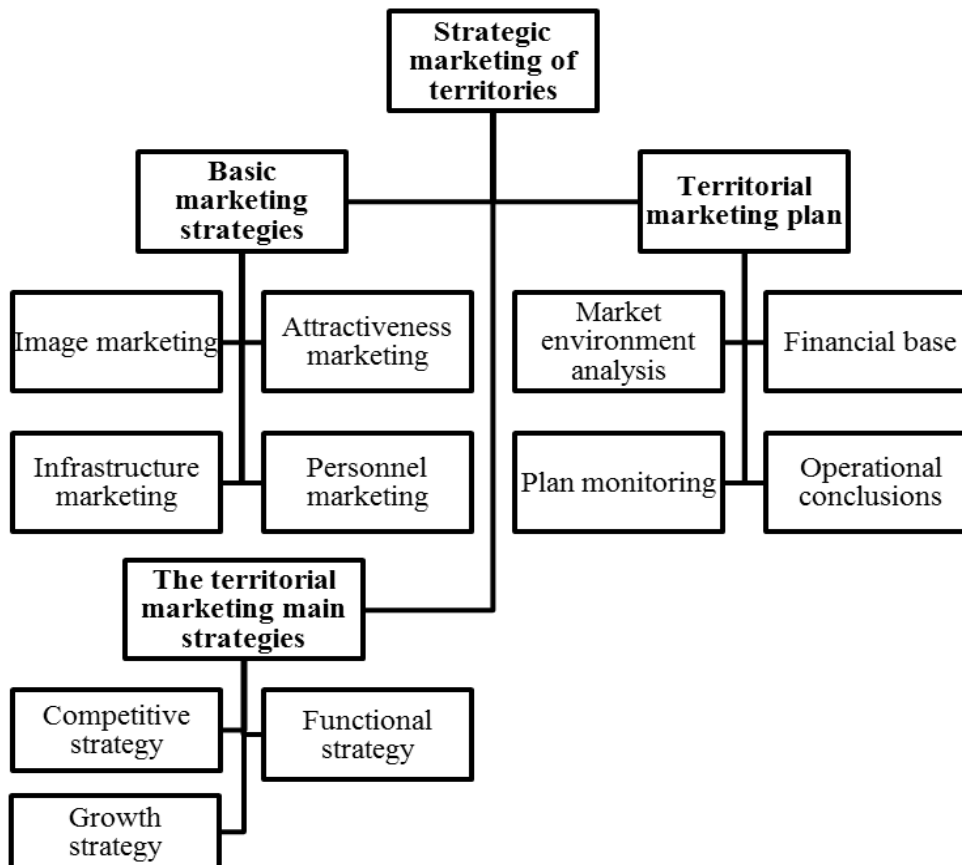 Strategic
marketing of
territories
Basic
marketing
strategies
Territorial
marketing plan
Image marketing
Attractiveness
marketing
Market
environment
analysis
Financial base
Infrastructure
marketing
Personnel
marketing
Plan monitoring
Operational
conclusions
The territorial
marketing main
strategies
Competitive
strategy
Functional
strategy
Growth
strategy